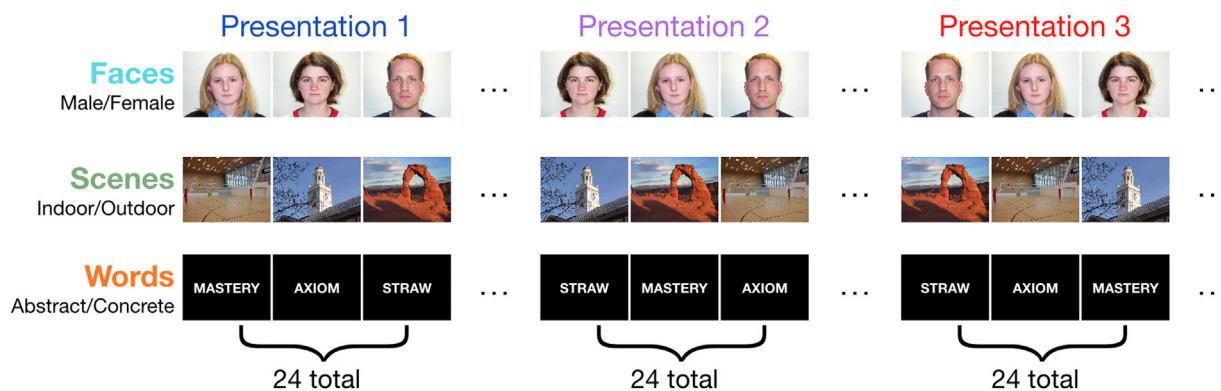 Presentation 1 Presentation 2 Presentation 3
Faces
Male/Female
... ... ..
Scenes
Indoor/Outdoor
... ... ..
Words
Abstract/Concrete
MASTERY AXIOM STRAW ... STRAW MASTERY AXIOM ... STRAW AXIOM MASTERY ..
24 total 24 total 24 total